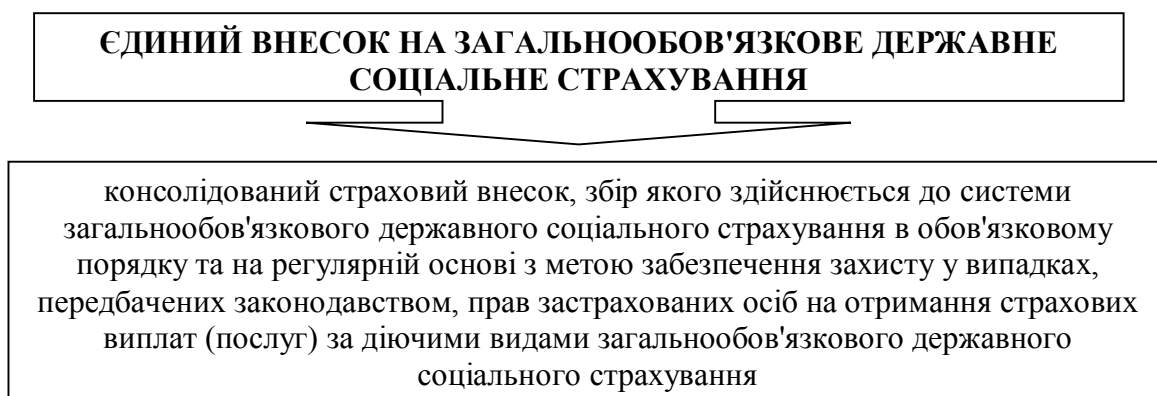 ЄДИНИЙ ВНЕСОК НА ЗАГАЛЬНООБОВ'ЯЗКОВЕ ДЕРЖАВНЕ
СОЦІАЛЬНЕ СТРАХУВАННЯ
консолідований страховий внесок, збір якого здійснюється до системи
загальнообов'язкового державного соціального страхування в обов'язковому
порядку та на регулярній основі з метою забезпечення захисту у випадках,
передбачених законодавством, прав застрахованих осіб на отримання страхових
виплат (послуг) за діючими видами загальнообов'язкового державного
соціального страхування